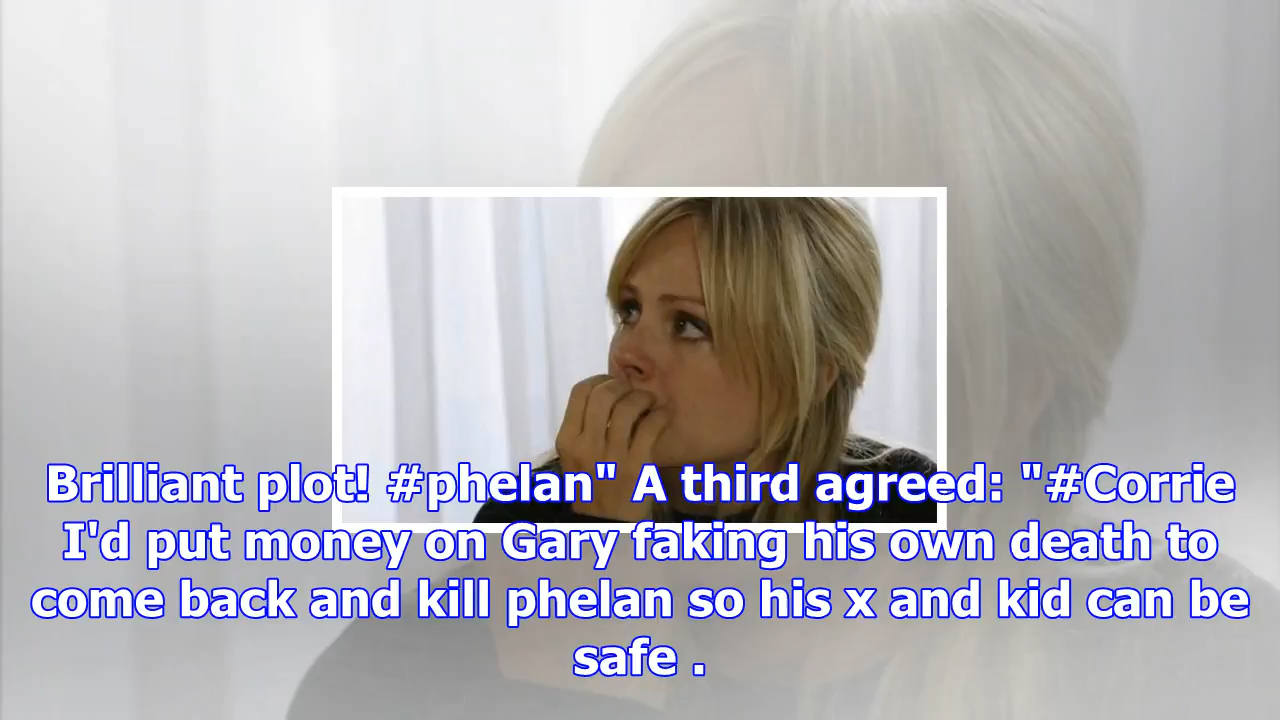 Brilliant plot! #phelan" A third agreed: "#Corrie
I'd put money on Gary faking his own death to
come back and kill phelan so his x and kid can be
safe .